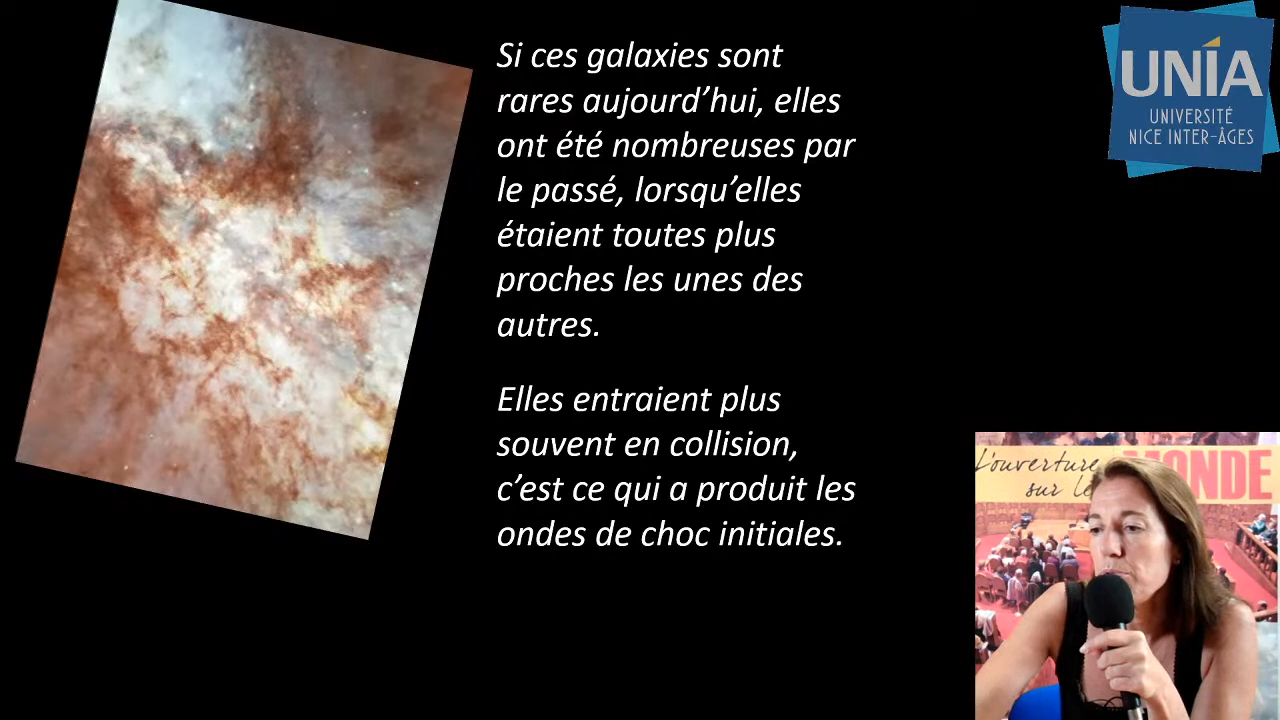 Si ces galaxies sont
rares aujourd’hui, elles
ont été nombreuses par
le passé, lorsqu’elles
étaient toutes plus
proches les unes des
autres.
Elles entraient plus
souvent en collision,
c’est ce qui a produit les
ondes de choc initiales.
UNIA
UNIVERSITÉ
NICE INTER-ÂGES
L'ouverture
sur le
MONDE